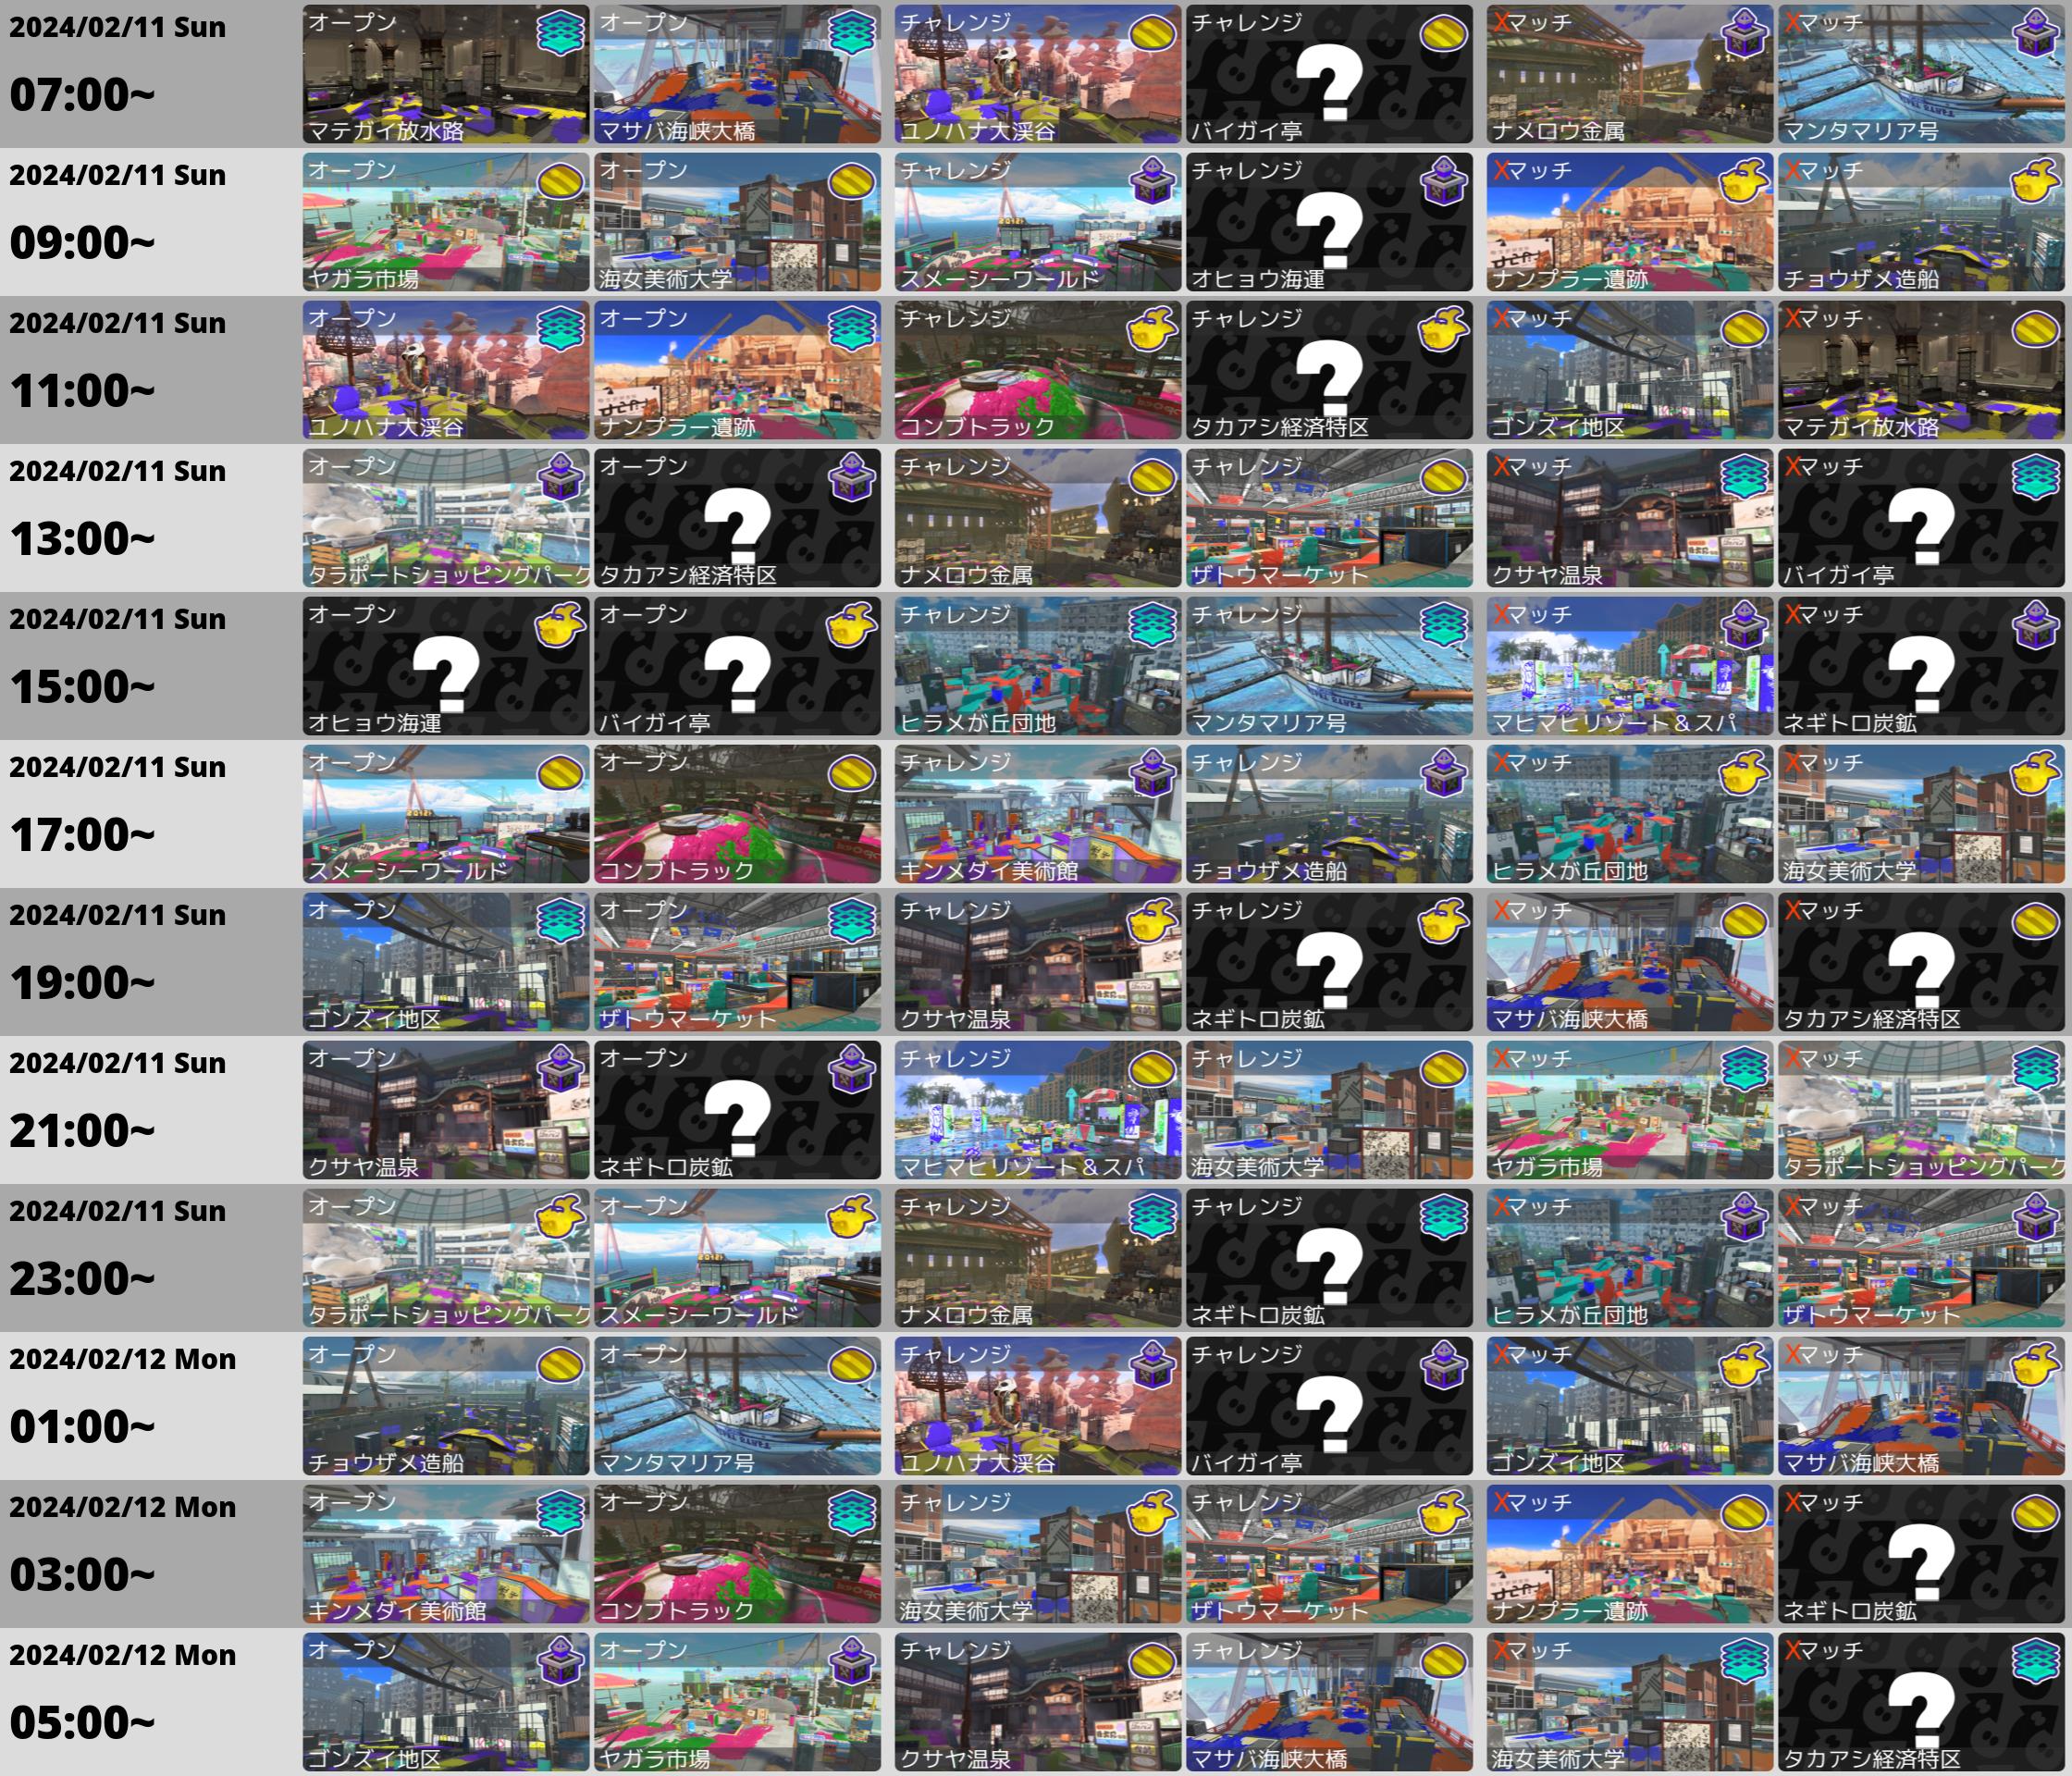 2024/02/11 Sun
07:00~
オープン オープン チャレンジ チャレンジ Xマッチ Xマッチ
マテガイ放水路 マサバ海峡大橋 ユノハナ大渓谷 バイガイ亭 ナメロウ金属 マンタマリア号
2024/02/11 Sun
09:00~
オープン オープン チャレンジ チャレンジ Xマッチ Xマッチ
ヤガラ市場 海女美術大学 スメーシーワールド オヒョウ海運 ナンプラー遺跡 チョウザメ造船
2024/02/11 Sun
11:00~
オープン オープン チャレンジ チャレンジ Xマッチ Xマッチ
ユノハナ大渓谷 ナンプラー遺跡 コンブトラック タカアシ経済特区 ゴンズイ地区 マテガイ放水路
2024/02/11 Sun
13:00~
オープン オープン チャレンジ チャレンジ Xマッチ Xマッチ
タラポートショッピングパーク タカアシ経済特区 ナメロウ金属 ザトウマーケット クサヤ温泉 バイガイ亭
2024/02/11 Sun
15:00~
オープン オープン チャレンジ チャレンジ Xマッチ Xマッチ
オヒョウ海運 バイガイ亭 ヒラメが丘団地 マンタマリア号 マヒマヒリゾート＆スパ ネギトロ炭鉱
2024/02/11 Sun
17:00~
オープン オープン チャレンジ チャレンジ Xマッチ Xマッチ
スメーシーワールド コンブトラック キンメダイ美術館 チョウザメ造船 ヒラメが丘団地 海女美術大学
2024/02/11 Sun
19:00~
オープン オープン チャレンジ チャレンジ Xマッチ Xマッチ
ゴンズイ地区 ザトウマーケット クサヤ温泉 ネギトロ炭鉱 マサバ海峡大橋 タカアシ経済特区
2024/02/11 Sun
21:00~
オープン オープン チャレンジ チャレンジ Xマッチ Xマッチ
クサヤ温泉 ネギトロ炭鉱 マヒマヒリゾート＆スパ 海女美術大学 ヤガラ市場 タラポートショッピングパーク
2024/02/11 Sun
23:00~
オープン オープン チャレンジ チャレンジ Xマッチ Xマッチ
タラポートショッピングパーク スメーシーワールド ナメロウ金属 ネギトロ炭鉱 ヒラメが丘団地 ザトウマーケット
2024/02/12 Mon
01:00~
オープン オープン チャレンジ チャレンジ Xマッチ Xマッチ
チョウザメ造船 マンタマリア号 ユノハナ大渓谷 バイガイ亭 ゴンズイ地区 マサバ海峡大橋
2024/02/12 Mon
03:00~
オープン オープン チャレンジ チャレンジ Xマッチ Xマッチ
キンメダイ美術館 コンブトラック 海女美術大学 ザトウマーケット ナンプラー遺跡 ネギトロ炭鉱
2024/02/12 Mon
05:00~
オープン オープン チャレンジ チャレンジ Xマッチ Xマッチ
ゴンズイ地区 ヤガラ市場 クサヤ温泉 マサバ海峡大橋 海女美術大学 タカアシ経済特区